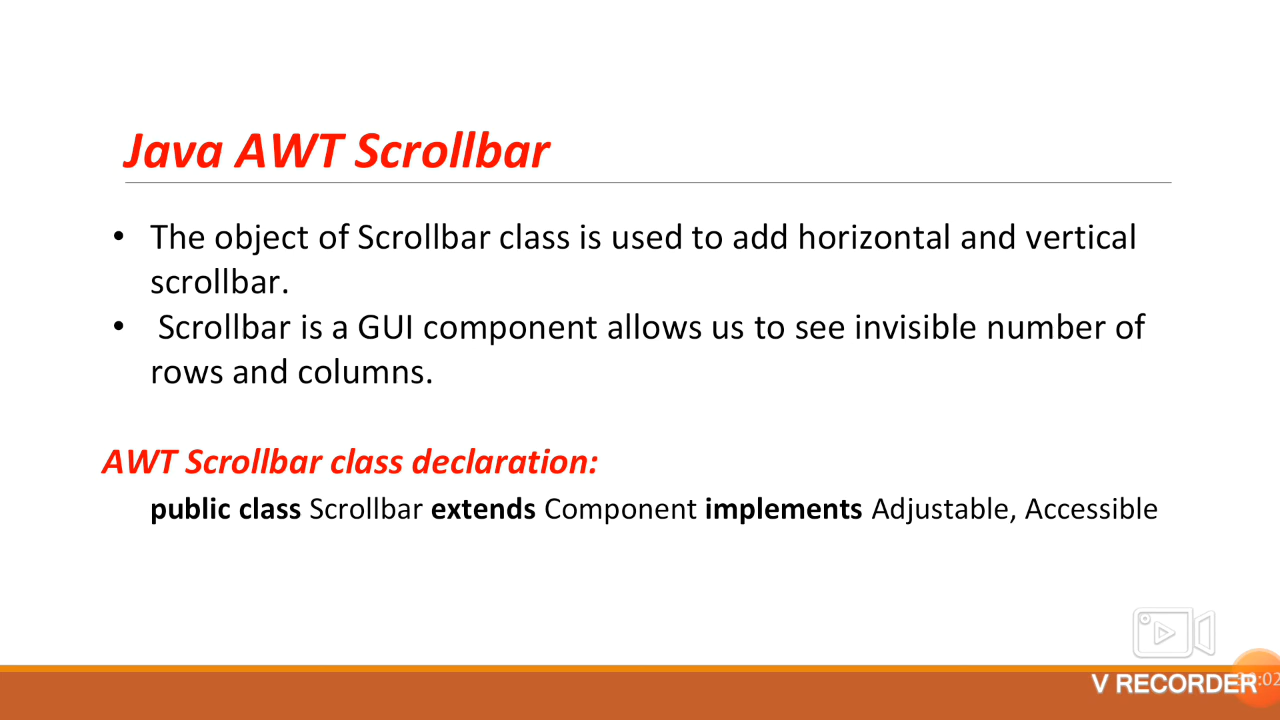 Java AWT Scrollbar
• The object of Scrollbar class is used to add horizontal and vertical
scrollbar.
• Scrollbar is a GUI component allows us to see invisible number of
rows and columns.
AWT Scrollbar class declaration:
public class Scrollbar extends Component implements Adjustable, Accessible
V RECORDER
:02